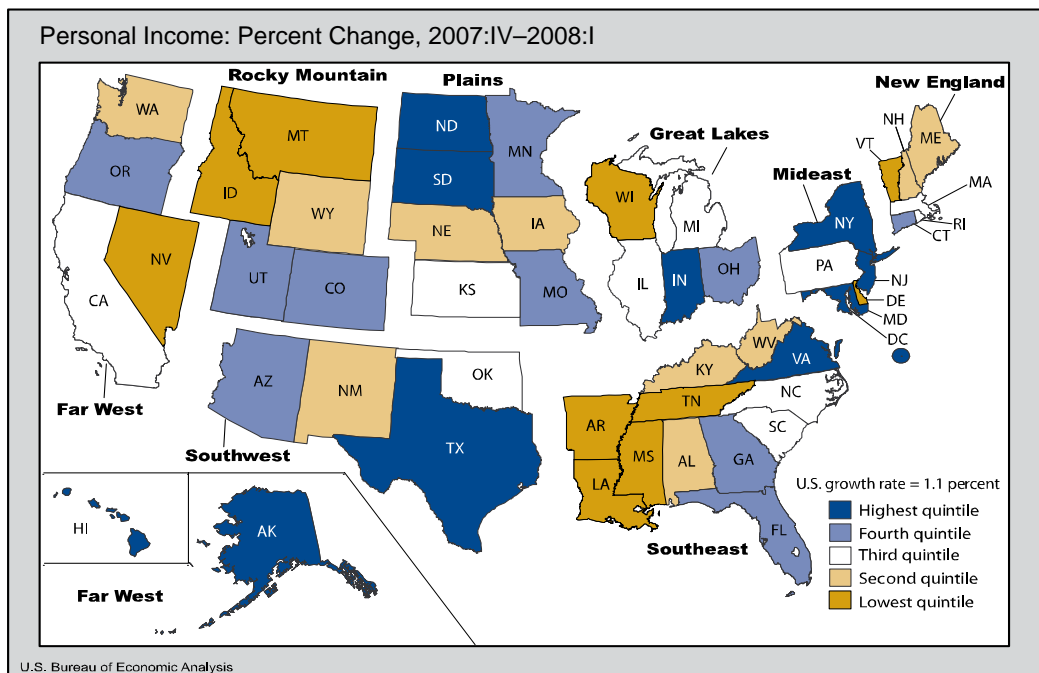 Personal Income: Percent Change, 2007:IV–2008:I
Rocky Mountain
Plains
New England
Great Lakes
Mideast
WA
MT
ND
MN
OR
ID
SD
WI
MI
VT
NH
ME
MA
RI
CT
NY
WY
NE
IA
NV
UT
CO
KS
MO
IL
IN
OH
PA
NJ
DE
MD
DC
CA
WV
VA
KY
AZ
NM
OK
TN
NC
Far West
AR
SC
TX
MS
AL
GA
Southwest
LA
U.S. growth rate = 1.1 percent
Highest quintile
Fourth quintile
Third quintile
Second quintile
Lowest quintile
HI
AK
FL
Southeast
Far West
U.S. Bureau of Economic Analysis